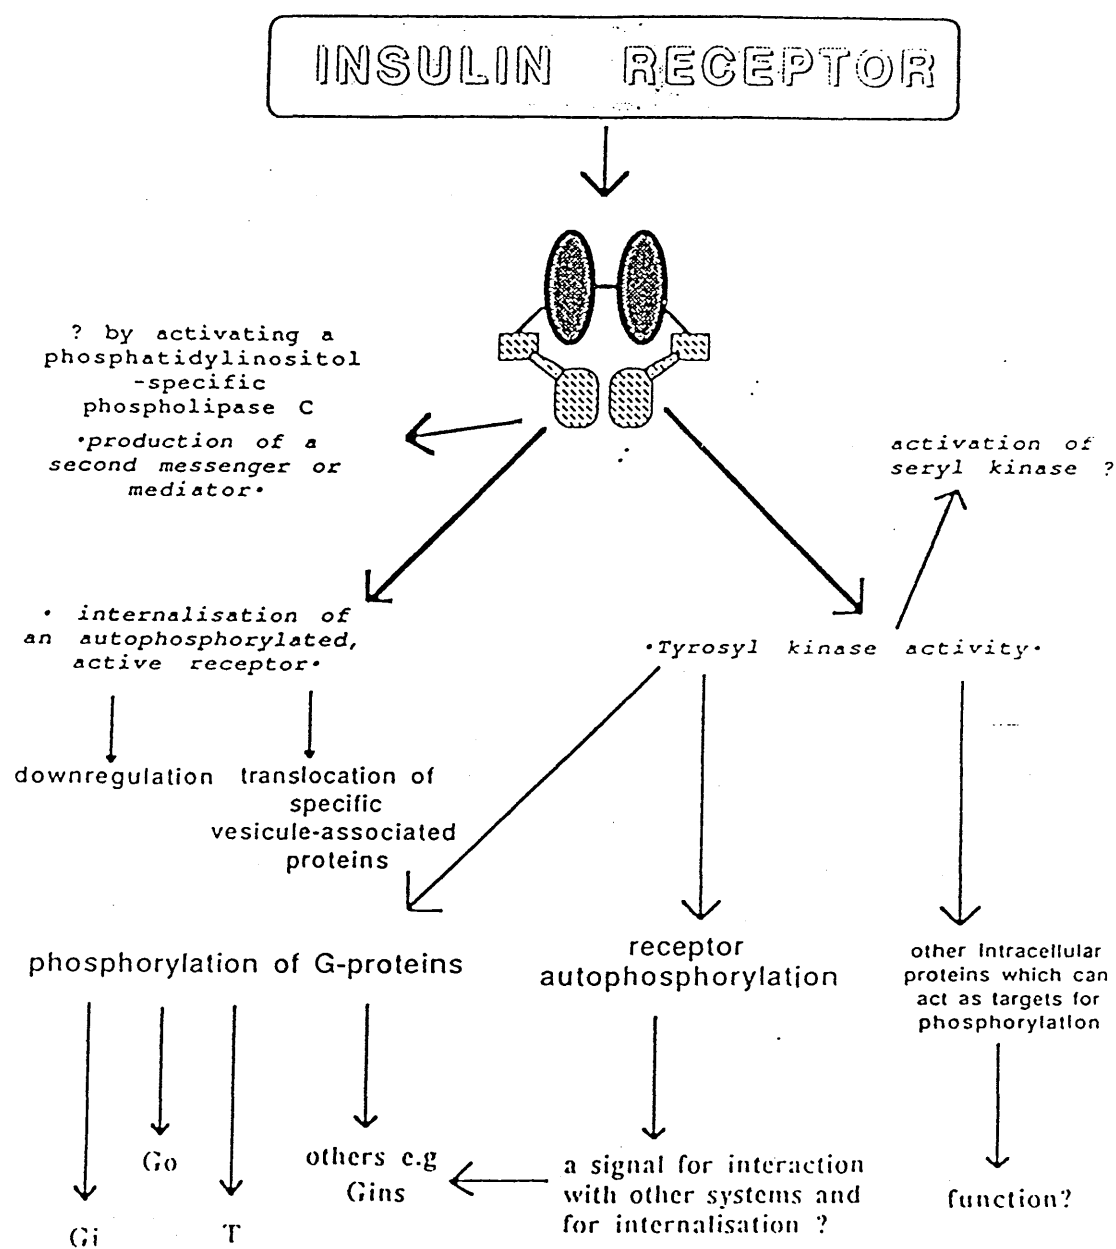 INSULIN RECEPTOR
? by activating a
phosphatidylinositol
-specific
phospholipase C
•production of a
second messenger or
mediator•
activation of
seryl kinase ?
• internalisation of
an autophosphorylated,
active receptor•
•Tyrosyl kinase activity•
downregulation
translocation of
specific
vesicule-associated
proteins
phosphorylation of G-proteins
receptor
autophosphorylation
other intracellular
proteins which can
act as targets for
phosphorylation
Gi
Go
T
others e.g
Gins
a signal for interaction
with other systems and
for internalisation ?
function?